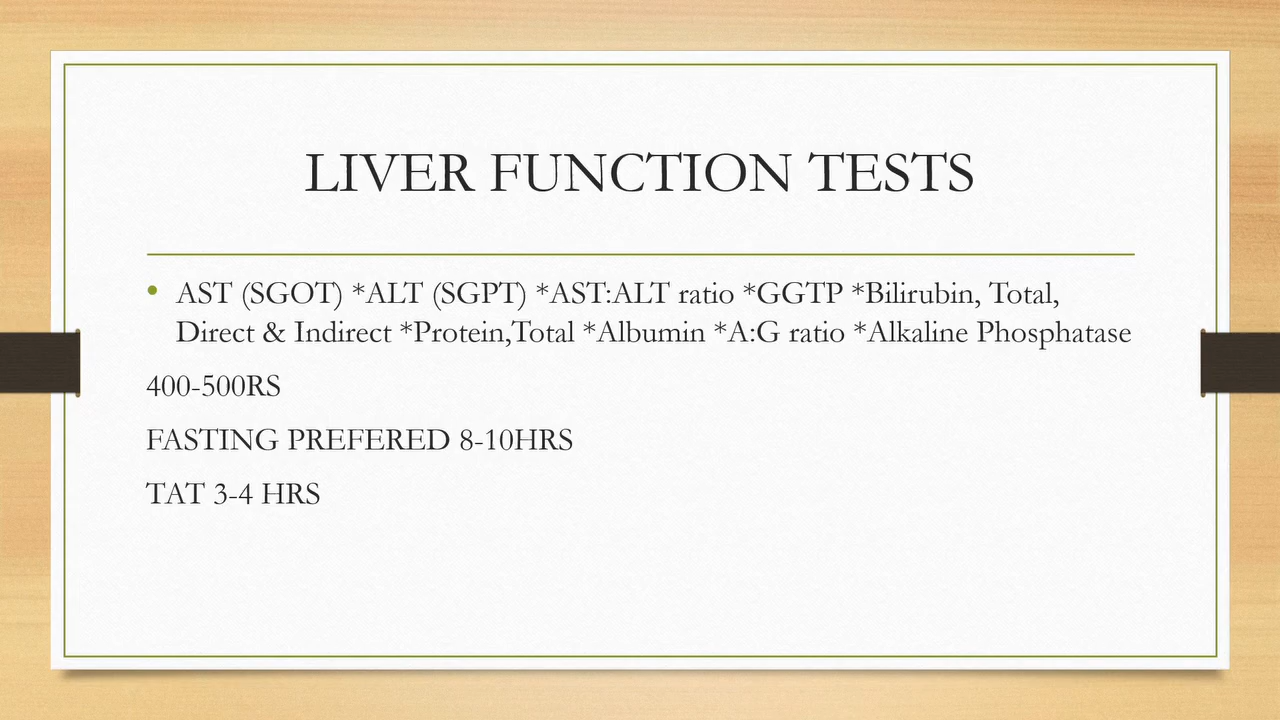 LIVER FUNCTION TESTS
• AST (SGOT) *ALT (SGPT) *AST:ALT ratio *GGTP *Bilirubin, Total,
Direct & Indirect *Protein,Total *Albumin *A:G ratio *Alkaline Phosphatase
400-500RS
FASTING PREFERED 8-10HRS
TAT 3-4 HRS